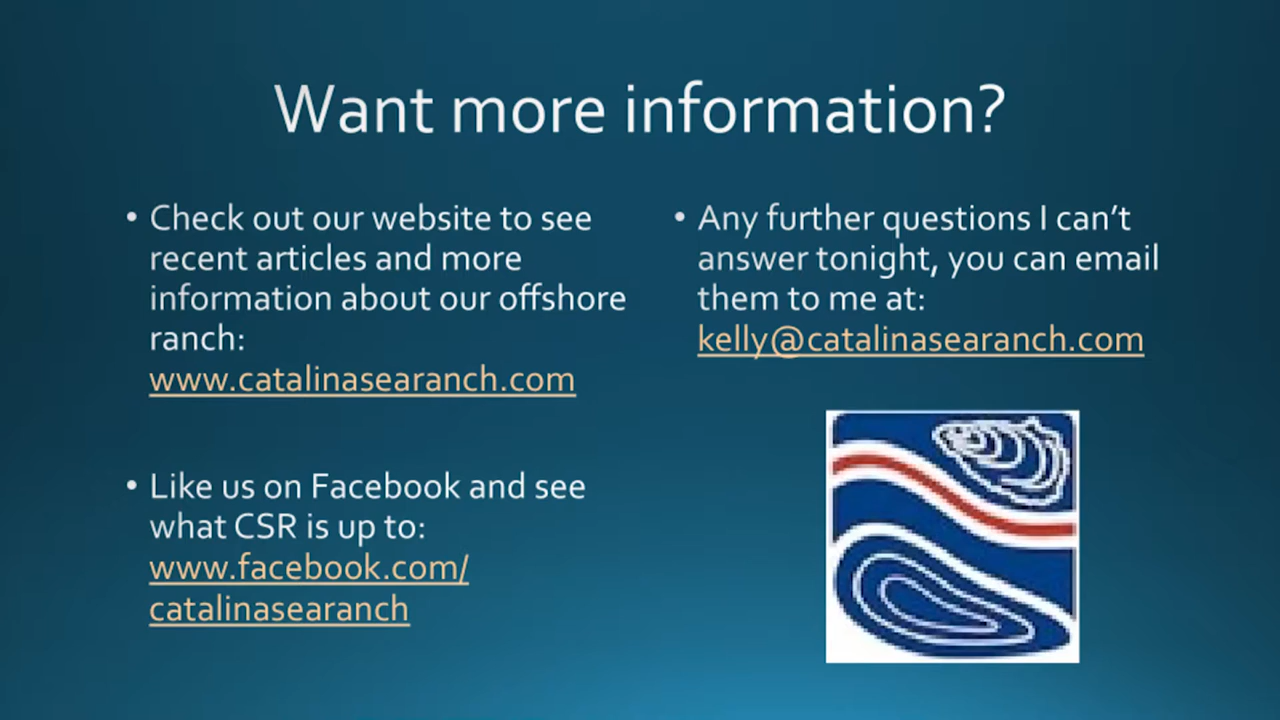 Want more information?
• Check out our website to see
recent articles and more
information about our offshore
ranch:
www.catalinasearanch.com
• Like us on Facebook and see
what CSR is up to:
www.facebook.com/
catalinasearanch
• Any further questions I can’t
answer tonight, you can email
them to me at:
kelly@catalinasearanch.com